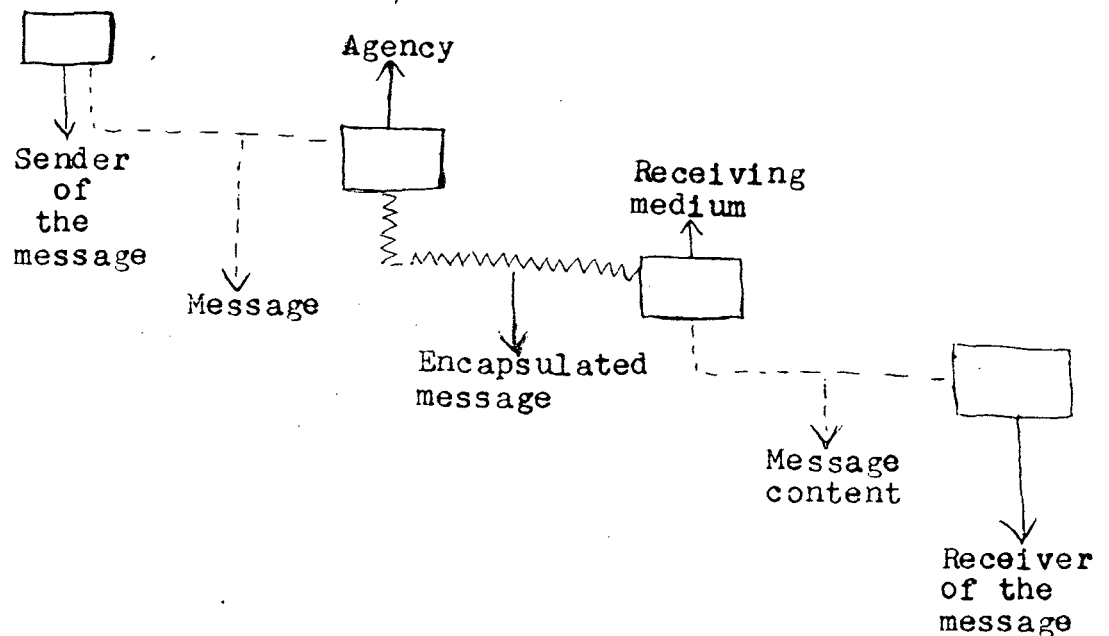 Agency
Sender
of
the
message
Message
Receiving
medium
Encapsulated
message
Message
content
Receiver
of the
message